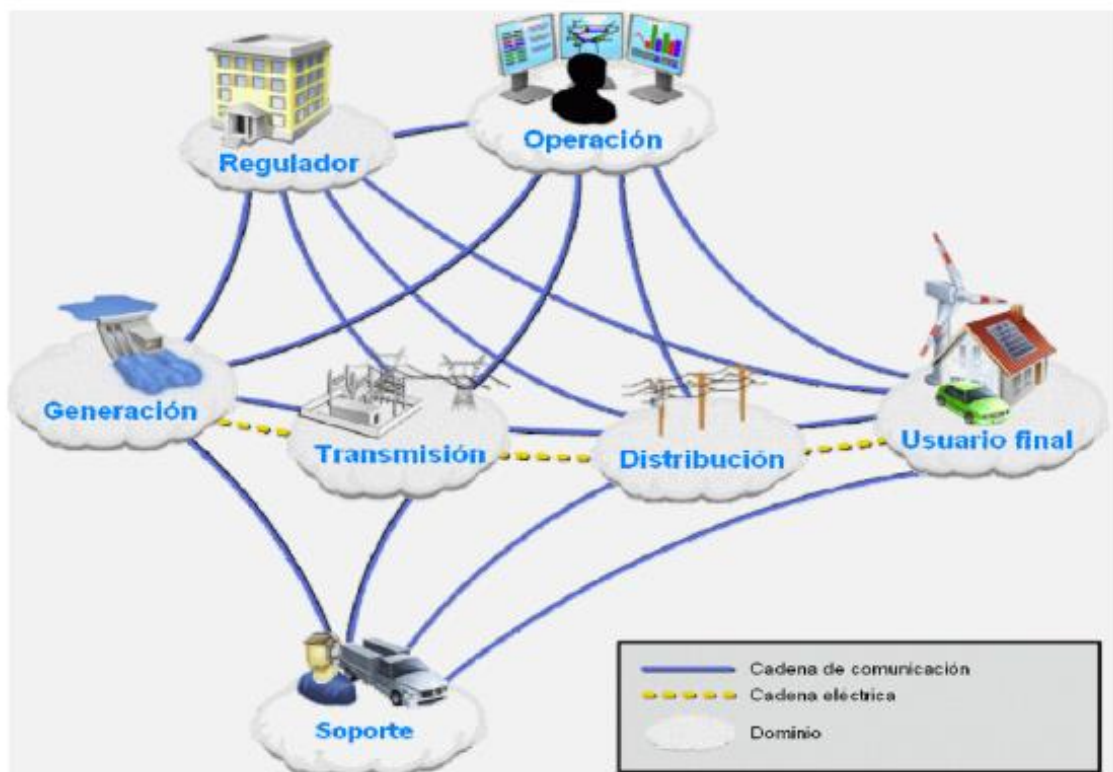 Operación
Regulador
Generación
Transmisión
Distribución
Usuario final
Soporte
Cadena de comunicación
Cadena eléctrica
Dominio